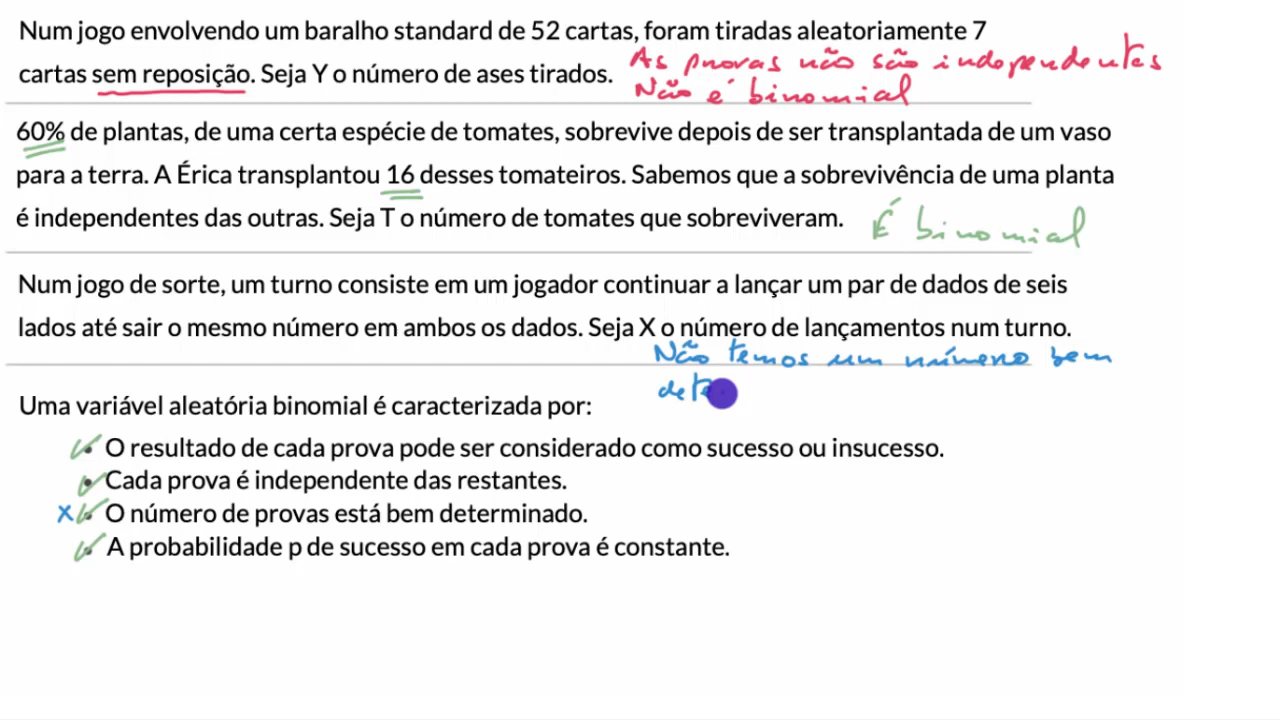 Num jogo envolvendo um baralho standard de 52 cartas, foram tiradas aleatoriamente 7
cartas sem reposição. Seja Y o número de ases tirados.
As provas não são independentes
Não é binomial
60% de plantas, de uma certa espécie de tomates, sobrevive depois de ser transplantada de um vaso
para a terra. A Érica transplantou 16 desses tomateiros. Sabemos que a sobrevivência de uma planta
é independentes das outras. Seja T o número de tomates que sobreviveram.
É binomial
Num jogo de sorte, um turno consiste em um jogador continuar a lançar um par de dados de seis
lados até sair o mesmo número em ambos os dados. Seja X o número de lançamentos num turno.
Não temos um número bem
dete
Uma variável aleatória binomial é caracterizada por:
O resultado de cada prova pode ser considerado como sucesso ou insucesso.
Cada prova é independente das restantes.
x O número de provas está bem determinado.
A probabilidade p de sucesso em cada prova é constante.